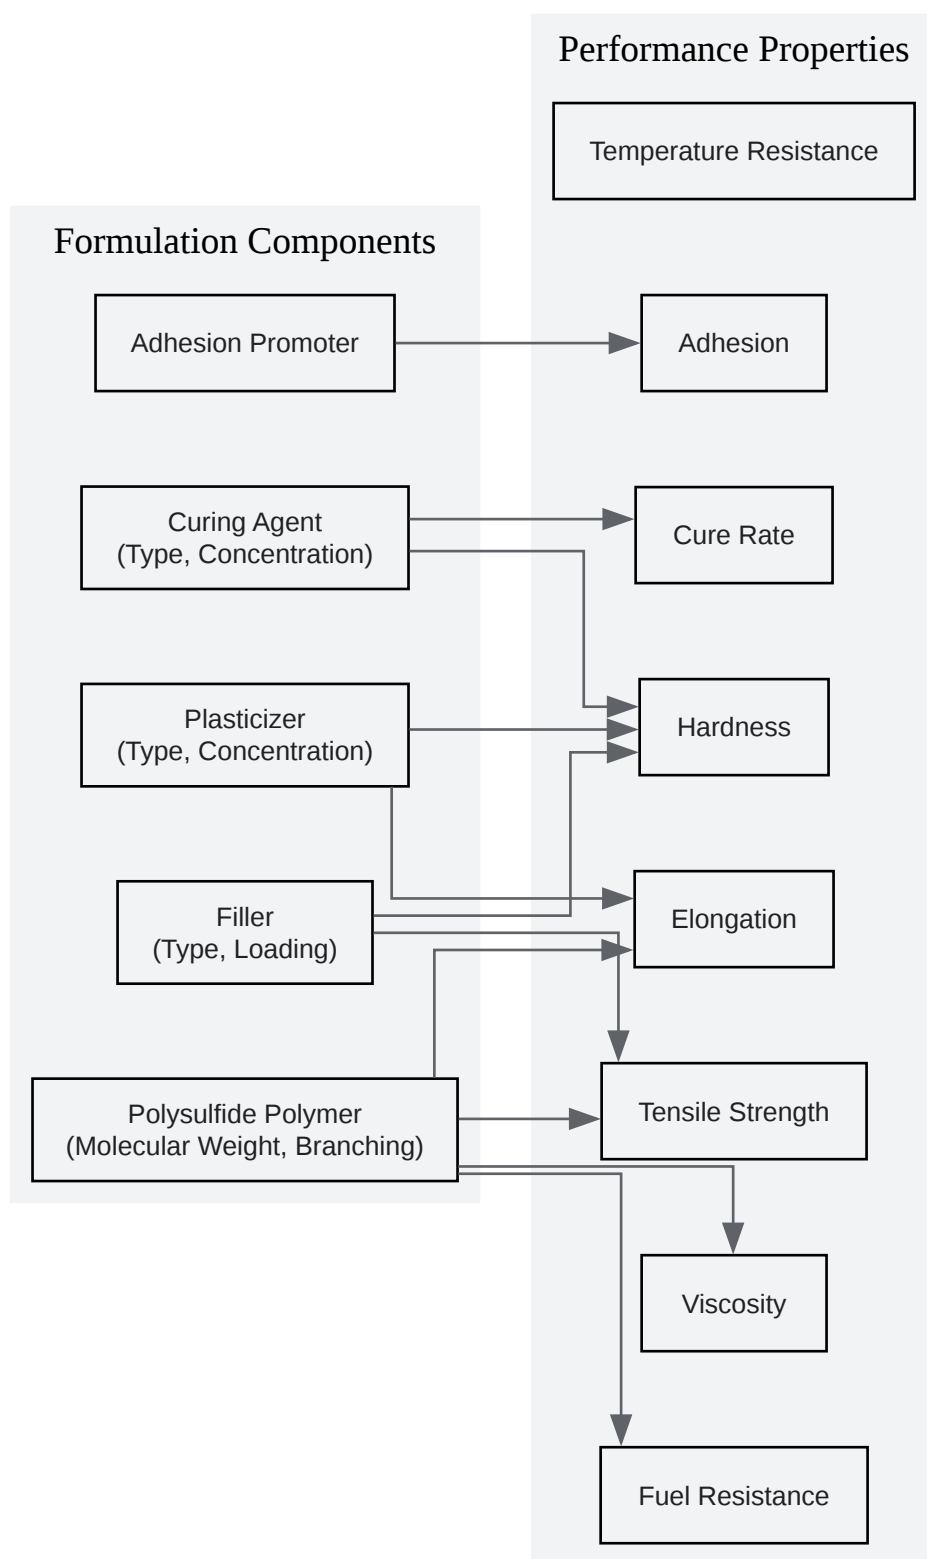 Performance Properties
Temperature Resistance
Formulation Components
Adhesion Promoter
Adhesion
Curing Agent
(Type, Concentration)
Cure Rate
Plasticizer
(Type, Concentration)
Hardness
Filler
(Type, Loading)
Elongation
Polysulfide Polymer
(Molecular Weight, Branching)
Tensile Strength
Viscosity
Fuel Resistance